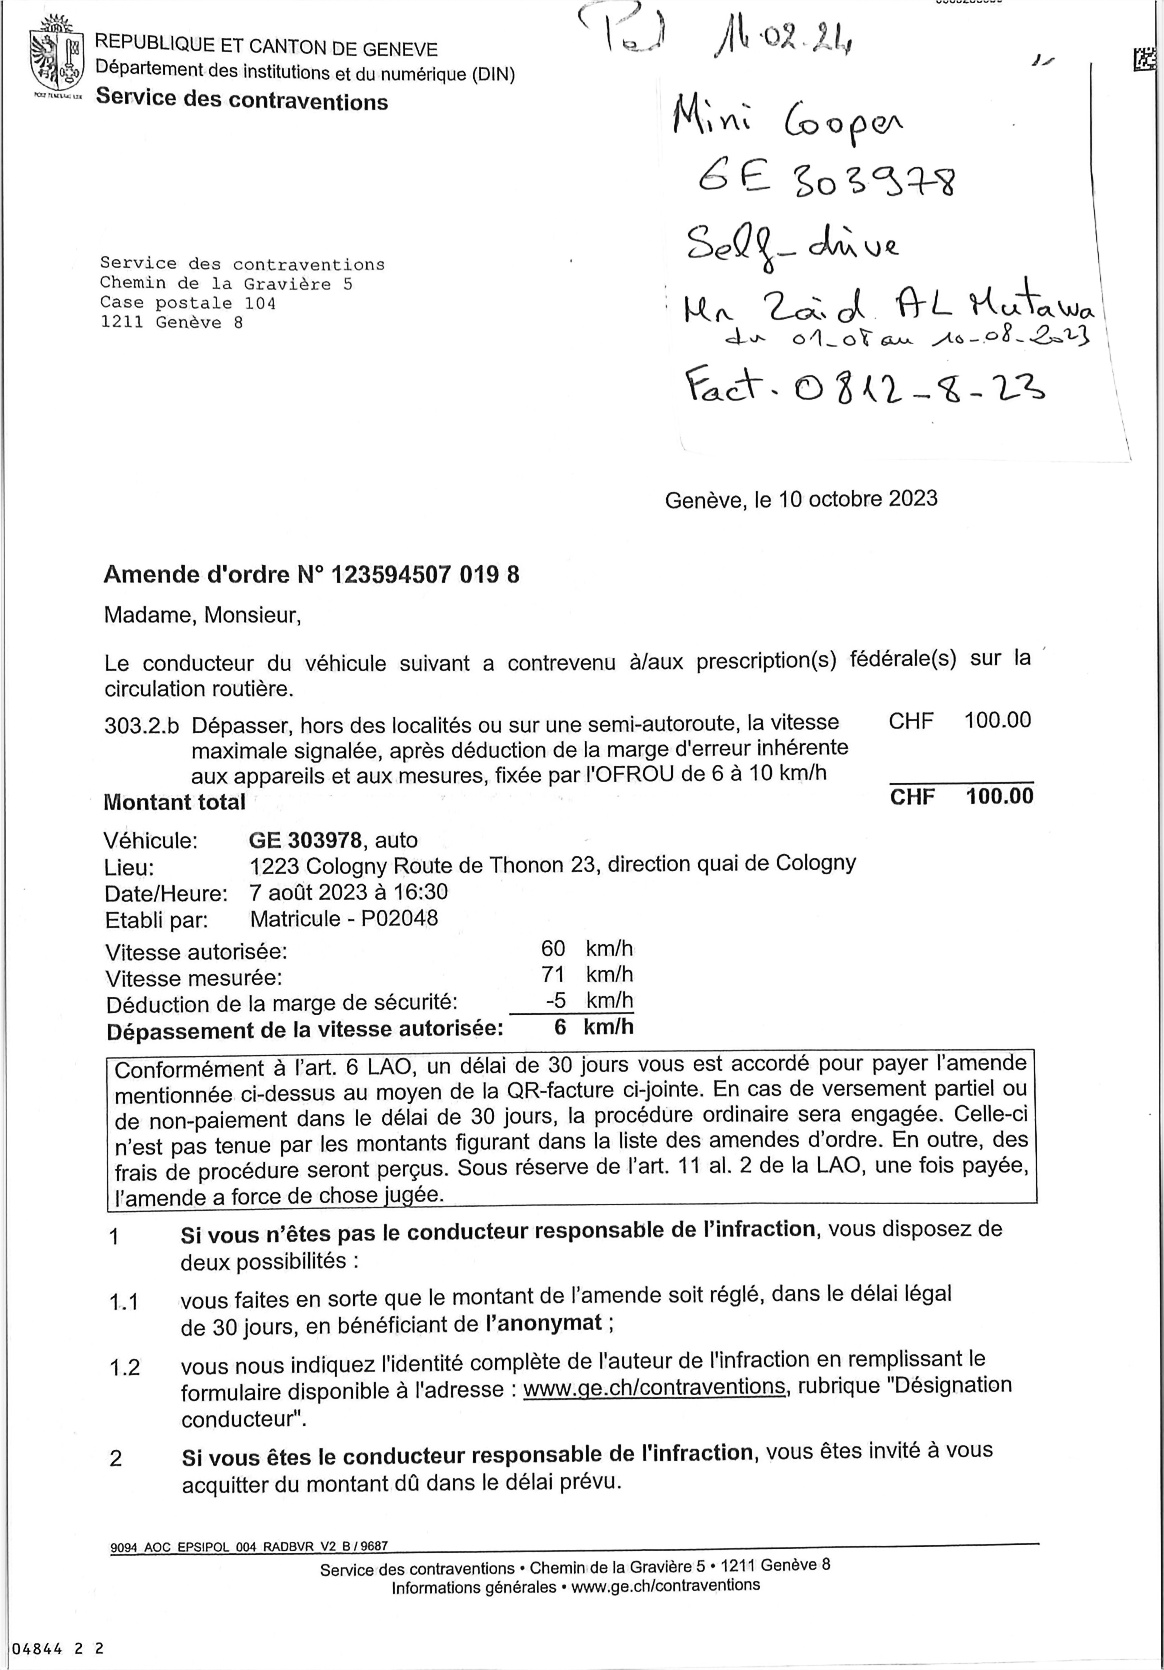 Pd 14.02.24
REPUBLIQUE ET CANTON DE GENEVE
Département des institutions et du numérique (DIN)
Service des contraventions
POST TENEBRAS LUX
Mini Cooper
GE 303978
Self-drive
Mr Zaid AL Mutawa
du 01-08 au 10-08-2023
Fact. 0812-8-23
Service des contraventions
Chemin de la Gravière 5
Case postale 104
1211 Genève 8
Genève, le 10 octobre 2023
Amende d'ordre N° 123594507 019 8
Madame, Monsieur,
Le conducteur du véhicule suivant a contrevenu à/aux prescription(s) fédérale(s) sur la
circulation routière.
303.2.b Dépasser, hors des localités ou sur une semi-autoroute, la vitesse CHF 100.00
maximale signalée, après déduction de la marge d'erreur inhérente
aux appareils et aux mesures, fixée par l'OFROU de 6 à 10 km/h
Montant total CHF 100.00
Véhicule: GE 303978, auto
Lieu: 1223 Cologny Route de Thonon 23, direction quai de Cologny
Date/Heure: 7 août 2023 à 16:30
Etabli par: Matricule - P02048
Vitesse autorisée: 60 km/h
Vitesse mesurée: 71 km/h
Déduction de la marge de sécurité: -5 km/h
Dépassement de la vitesse autorisée: 6 km/h
Conformément à l'art. 6 LAO, un délai de 30 jours vous est accordé pour payer l'amende
mentionnée ci-dessus au moyen de la QR-facture ci-jointe. En cas de versement partiel ou
de non-paiement dans le délai de 30 jours, la procédure ordinaire sera engagée. Celle-ci
n'est pas tenue par les montants figurant dans la liste des amendes d'ordre. En outre, des
frais de procédure seront perçus. Sous réserve de l'art. 11 al. 2 de la LAO, une fois payée,
l'amende a force de chose jugée.
1 Si vous n'êtes pas le conducteur responsable de l'infraction, vous disposez de
deux possibilités :
1.1 vous faites en sorte que le montant de l'amende soit réglé, dans le délai légal
de 30 jours, en bénéficiant de l'anonymat ;
1.2 vous nous indiquez l'identité complète de l'auteur de l'infraction en remplissant le
formulaire disponible à l'adresse : www.ge.ch/contraventions, rubrique "Désignation
conducteur".
2 Si vous êtes le conducteur responsable de l'infraction, vous êtes invité à vous
acquitter du montant dû dans le délai prévu.
9094 AOC EPSIPOL 004 RADBVR V2 B / 9687
Service des contraventions • Chemin de la Gravière 5 • 1211 Genève 8
Informations générales • www.ge.ch/contraventions
04844 2 2